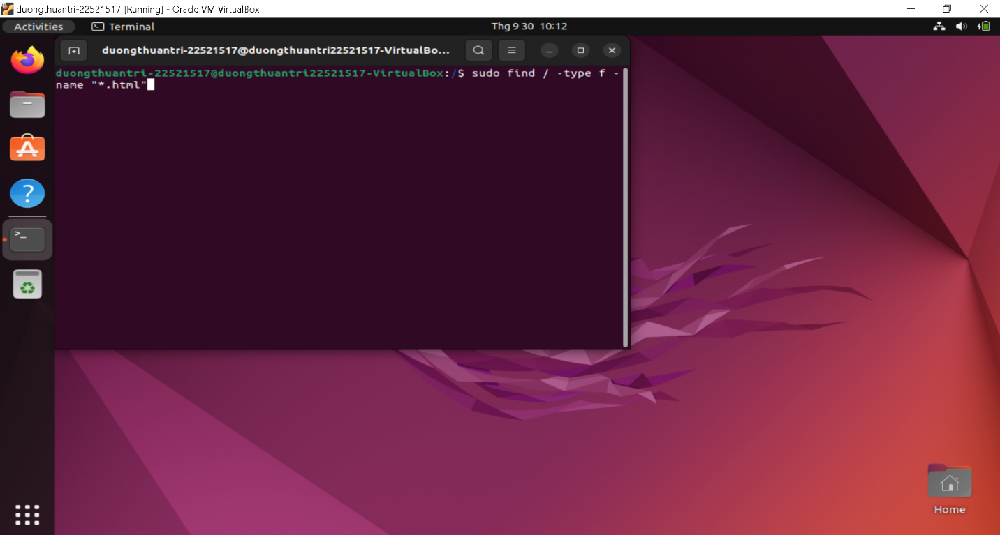 duongthuantri-22521517 [Running] - Oracle VM VirtualBox
Activities
Terminal
Thg 9 30 10:12
duongthuantri-22521517@duongthuantri22521517-VirtualBo...
duongthuantri-22521517@duongthuantri22521517-VirtualBox:/$ sudo find / -type f -
name "*.html"
Home